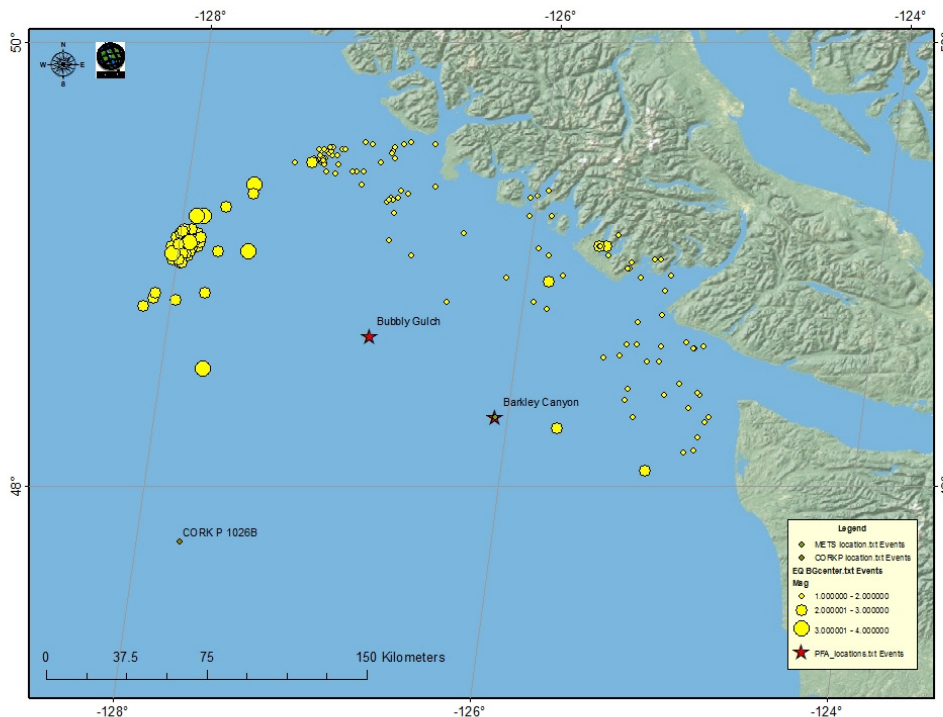 -128° -126° -124°
50° 50°
N
W E
S
Bubbly Gulch
Barkley Canyon
48° 48°
CORK P 1026B
Legend
METS location.txt Events
CORKP location.txt Events
EQ BGcenter.txt Events
Mag
1.000000 - 2.000000
2.000001 - 3.000000
3.000001 - 4.000000
PFA_locations.txt Events
0 37.5 75 150 Kilometers
-128° -126° -124°